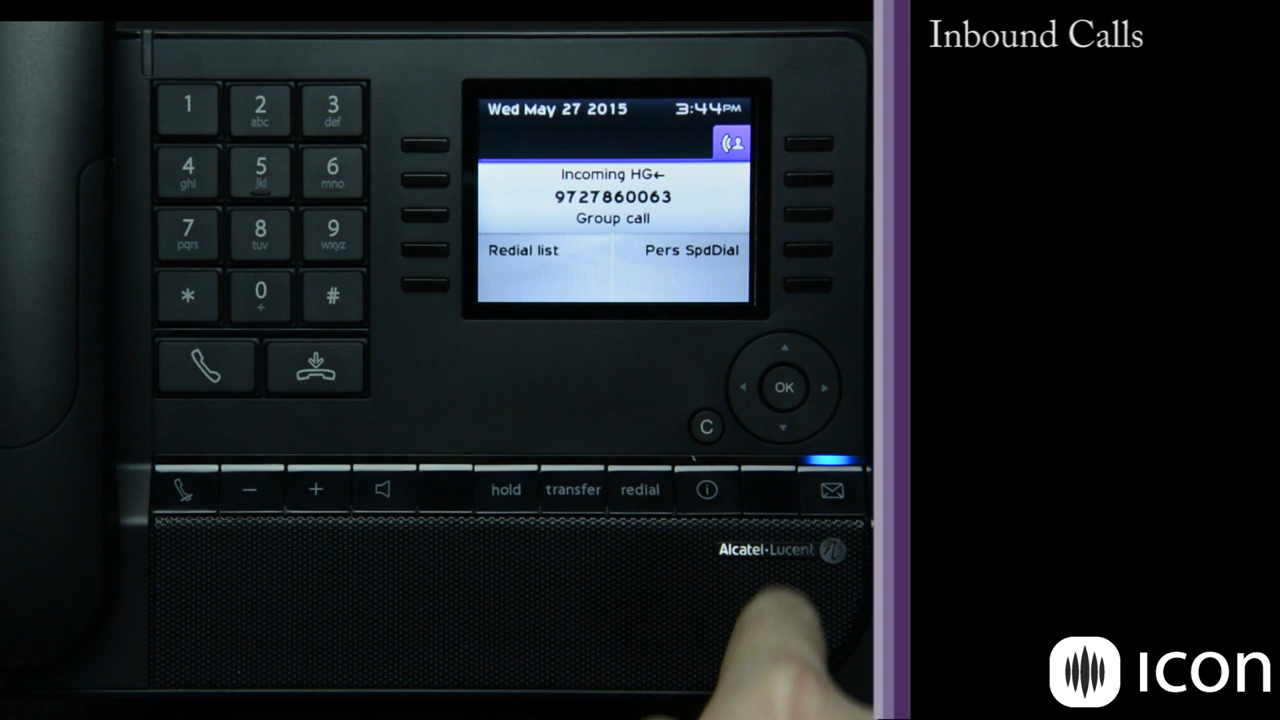 Inbound Calls
Wed May 27 2015 3:44PM
Incoming HG←
9727860063
Group call
Redial list Pers SpdDial
1 2 3
abc def
4 5 6
ghi jkl mno
7 8 9
pqrs tuv wxyz
* 0 #
+
OK
C
− + hold transfer redial i
Alcatel·Lucent
ICON